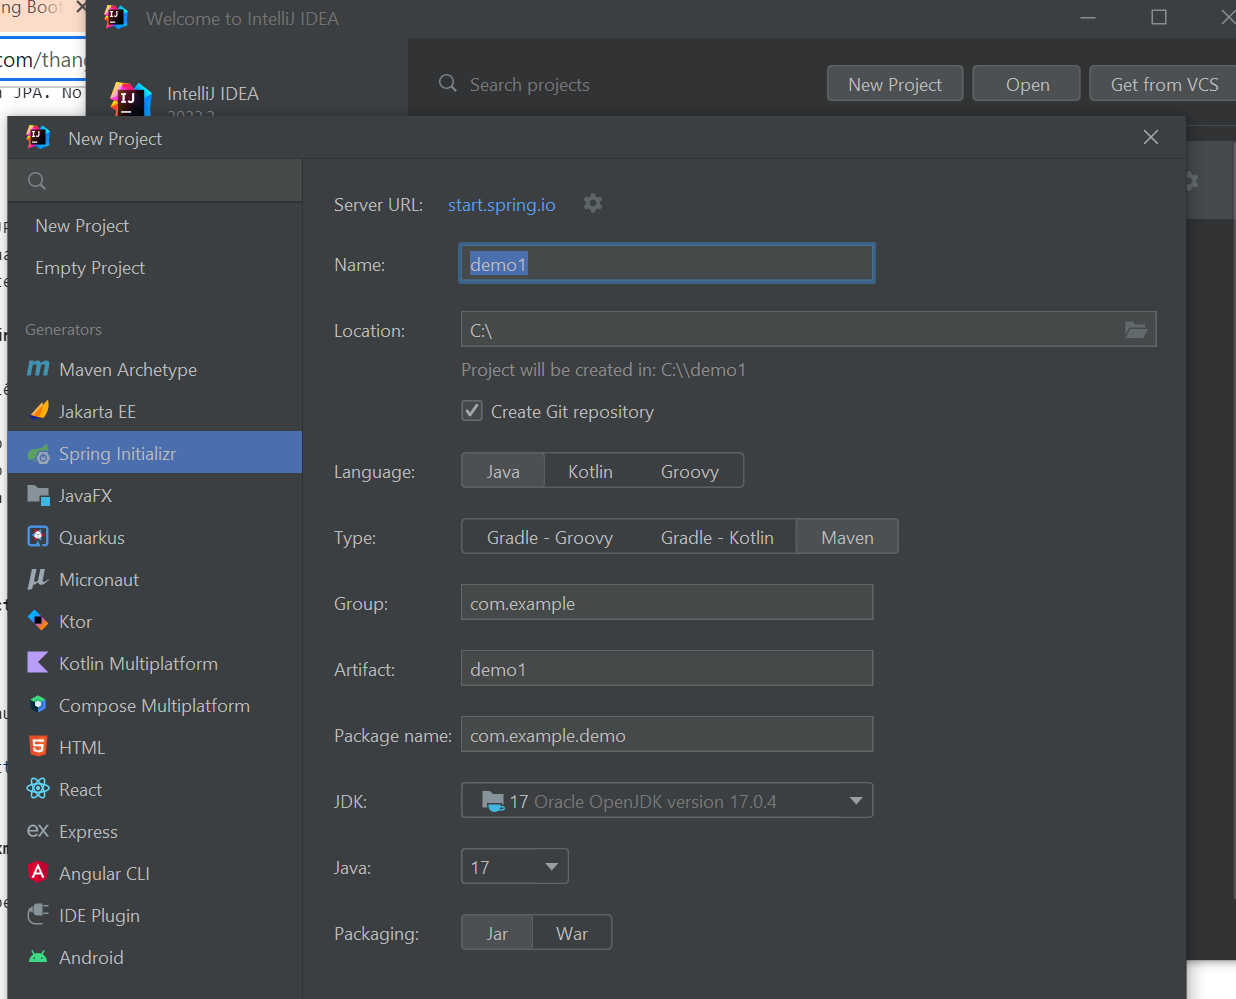 ng Boot
Welcome to IntelliJ IDEA
com/thang
JPA. No
IntelliJ IDEA
Search projects
New Project
Open
Get from VCS
New Project
New Project
Empty Project
Generators
Maven Archetype
Jakarta EE
Spring Initializr
JavaFX
Quarkus
Micronaut
Ktor
Kotlin Multiplatform
Compose Multiplatform
HTML
React
Express
Angular CLI
IDE Plugin
Android
Server URL: start.spring.io
Name: demo1
Location: C:\
Project will be created in: C:\\demo1
Create Git repository
Language: Java Kotlin Groovy
Type: Gradle - Groovy Gradle - Kotlin Maven
Group: com.example
Artifact: demo1
Package name: com.example.demo
JDK: 17 Oracle OpenJDK version 17.0.4
Java: 17
Packaging: Jar War